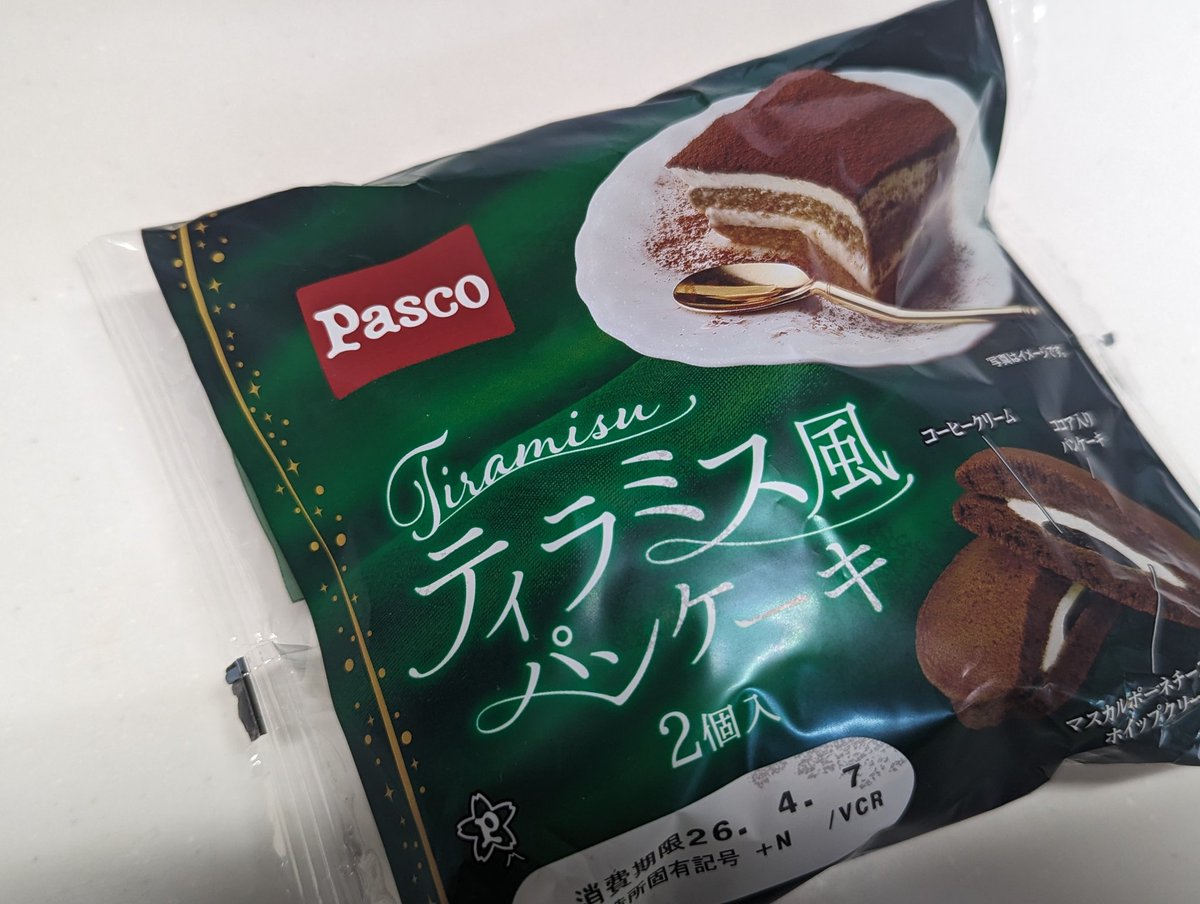 Pasco
Tiramisu
ティラミス風
パンケーキ
2個入
写真はイメージです。
コーヒークリーム
ココア入り
パンケーキ
マスカルポーネチー
ホイップクリー
消費期限26. 4. 7
造所固有記号 +N /VCR
P